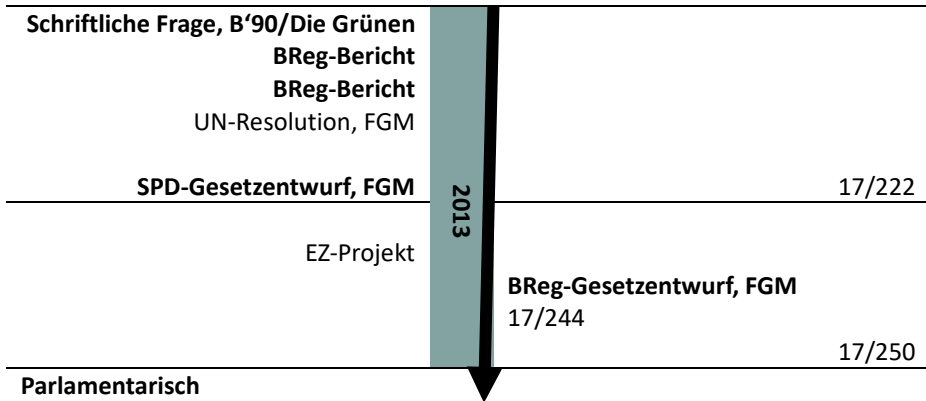 Schriftliche Frage, B‘90/Die Grünen
BReg-Bericht
BReg-Bericht
UN-Resolution, FGM
SPD-Gesetzentwurf, FGM
17/222
2013
EZ-Projekt
BReg-Gesetzentwurf, FGM
17/244
17/250
Parlamentarisch